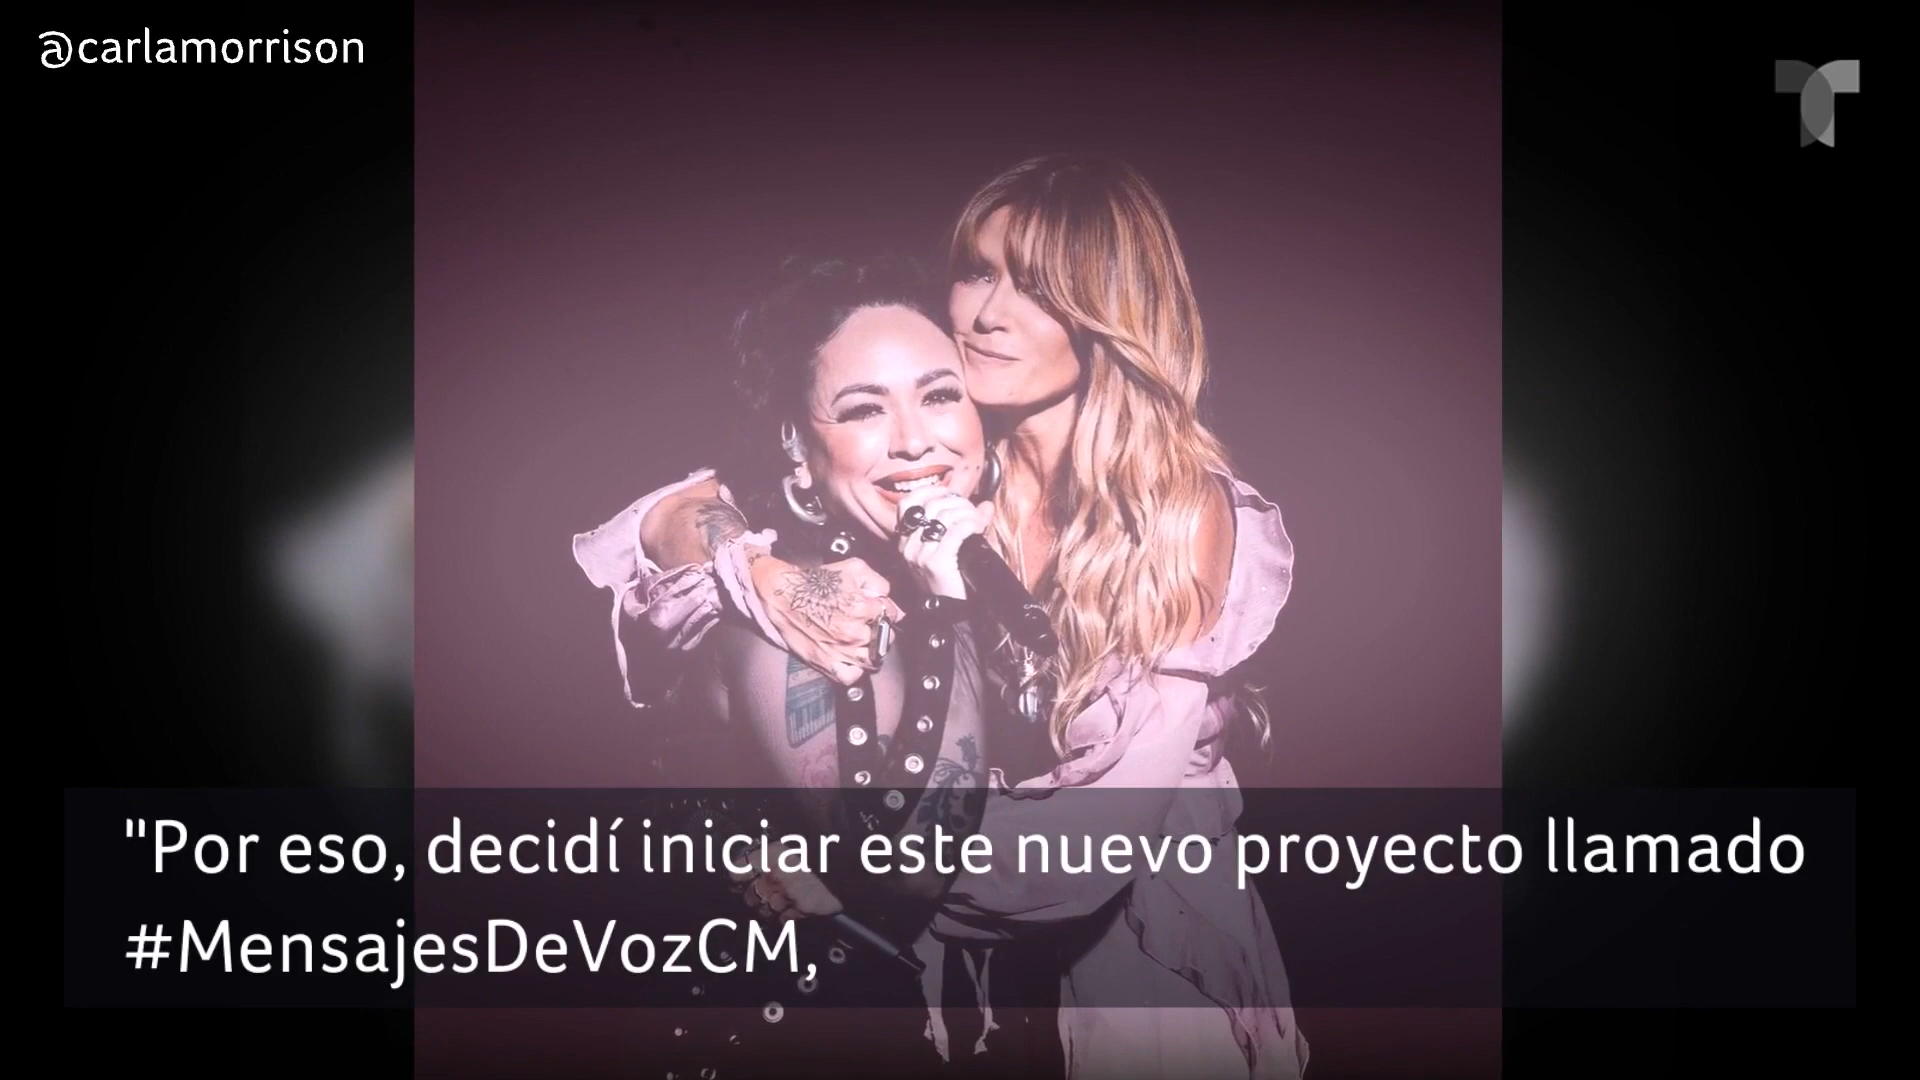 @carlamorrison
"Por eso, decidí iniciar este nuevo proyecto llamado
#MensajesDeVozCM,